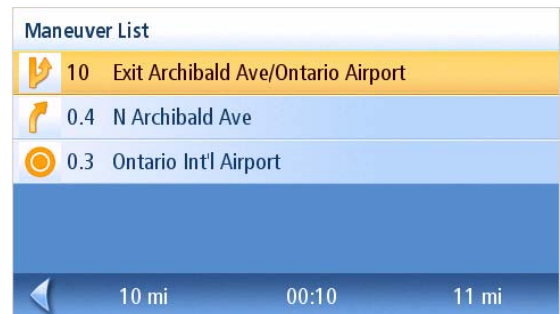 Maneuver List
10 Exit Archibald Ave/Ontario Airport
0.4 N Archibald Ave
0.3 Ontario Int'l Airport
10 mi 00:10 11 mi